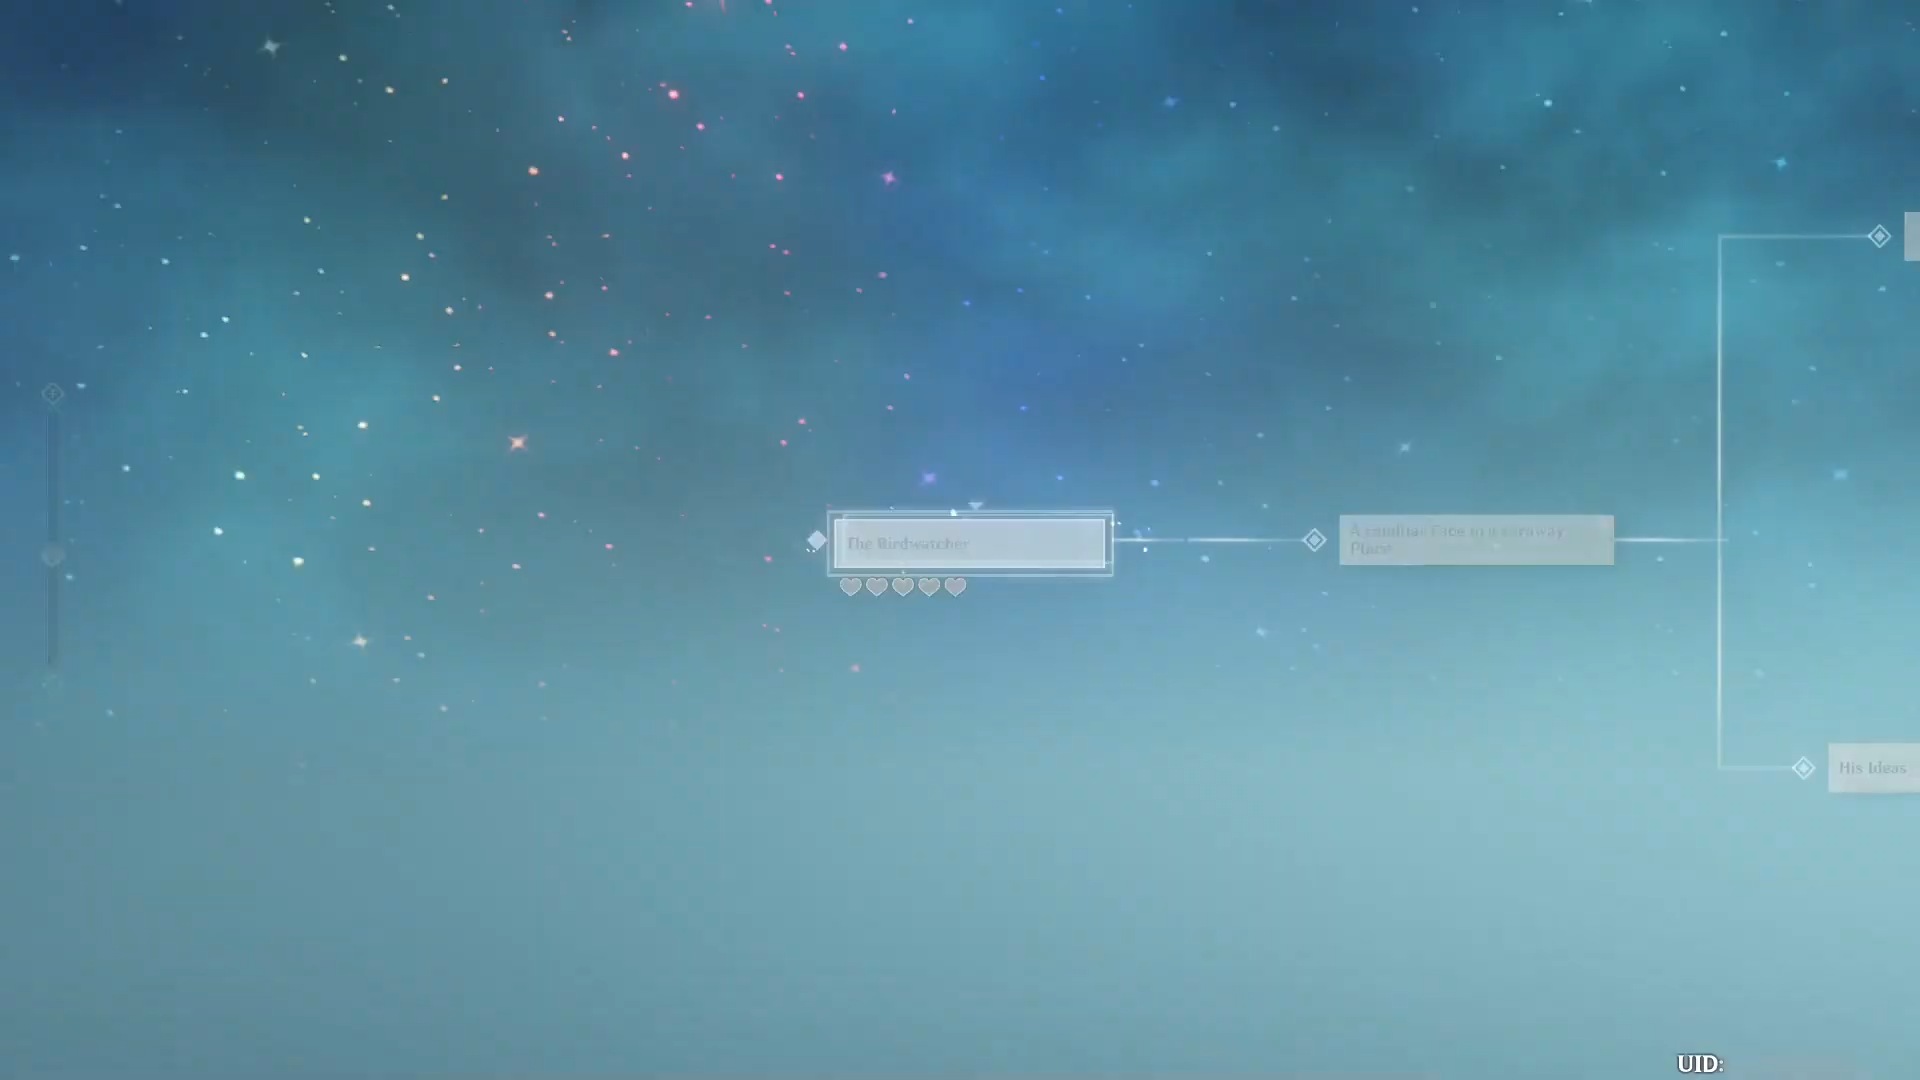 The Birdwatcher
A Familiar Face in a Faraway
Place
His Ideas
UID: